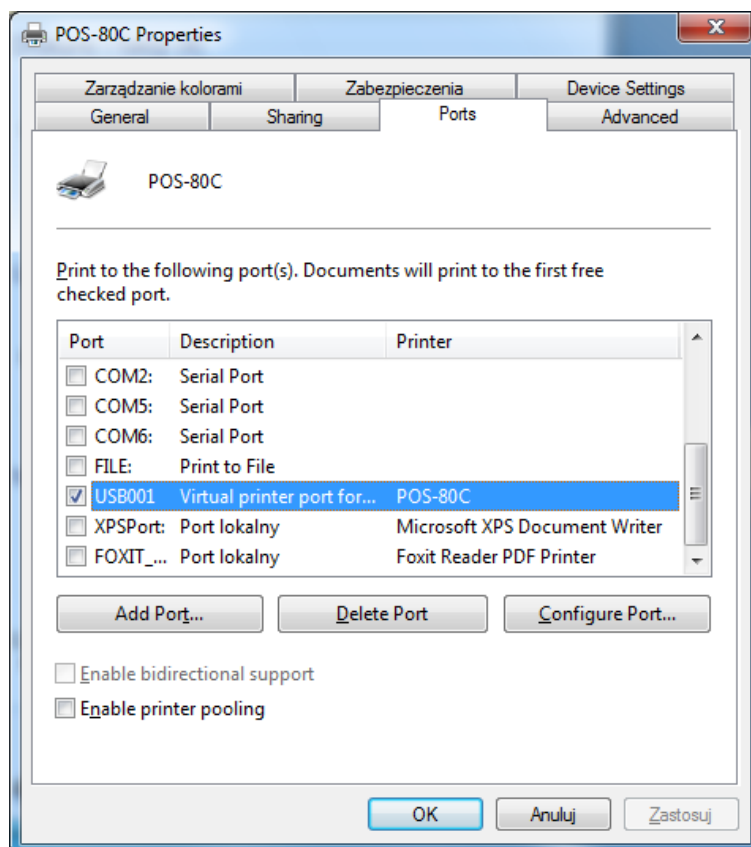 POS-80C Properties
Zarządzanie kolorami Zabezpieczenia Device Settings
General Sharing Ports Advanced
POS-80C
Print to the following port(s). Documents will print to the first free
checked port.
Port Description Printer
COM2: Serial Port
COM5: Serial Port
COM6: Serial Port
FILE: Print to File
USB001 Virtual printer port for... POS-80C
XPSPort: Port lokalny Microsoft XPS Document Writer
FOXIT_... Port lokalny Foxit Reader PDF Printer
Add Port... Delete Port Configure Port...
Enable bidirectional support
Enable printer pooling
OK Anuluj Zastosuj